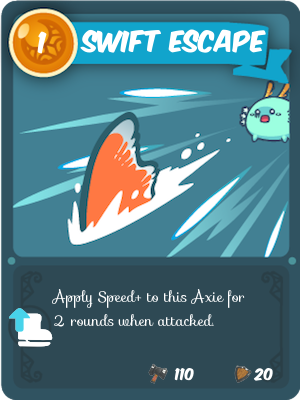 1
SWIFT ESCAPE
Apply Speed+ to this Axie for
2 rounds when attacked.
110
20